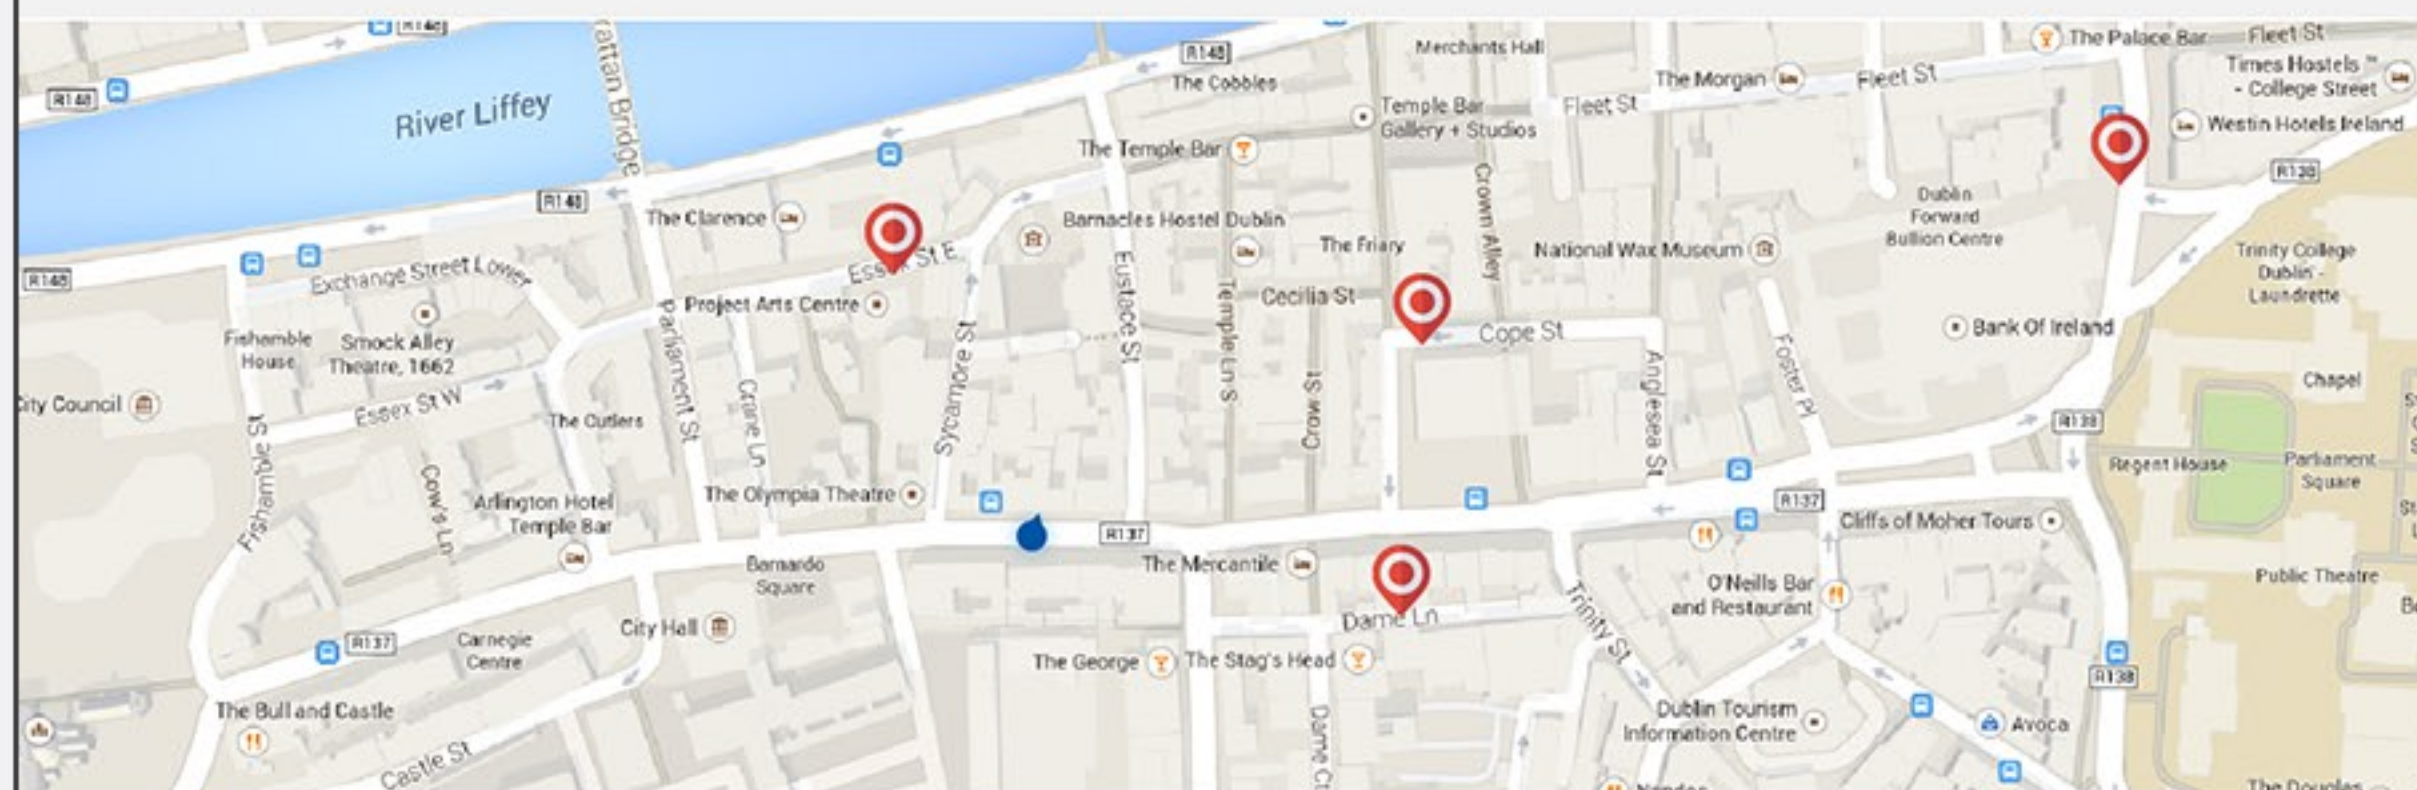 R148
attan Bridge
R148
Merchants Hall
The Palace Bar
Fleet St
The Cobbles
The Morgan
Fleet St
Times Hostels ™
- College Street
R148
River Liffey
Temple Bar
Gallery + Studios
Fleet St
Westin Hotels Ireland
The Temple Bar
R138
R148
The Clarence
Barnacles Hostel Dublin
Crown Alley
Dublin
Forward
Bullion Centre
The Friary
National Wax Museum
Trinity College
Dublin -
Laundrette
R148
Exchange Street Lower
Essex St E
Eustace St
Temple Ln S
Cecilia St
Project Arts Centre
Cope St
Bank Of Ireland
Fishamble
House
Smock Alley
Theatre, 1662
Parliament St
Sycamore St
Crow St
Anglesea St
Foster Pl
Chapel
City Council
Essex St W
Crane Ln
The Cutlers
R138
Fishamble St
Cow's Ln
Regent House
Parliament
Square
Arlington Hotel
Temple Bar
The Olympia Theatre
R137
R137
Cliffs of Moher Tours
Barnardo
Square
The Mercantile
O'Neills Bar
and Restaurant
Public Theatre
R137
Carnegie
Centre
City Hall
Dame Ln
Trinity St
The George
The Stag's Head
R138
The Bull and Castle
Castle St
Dame Ct
Dublin Tourism
Information Centre
Avoca
Nandos
The Douglas